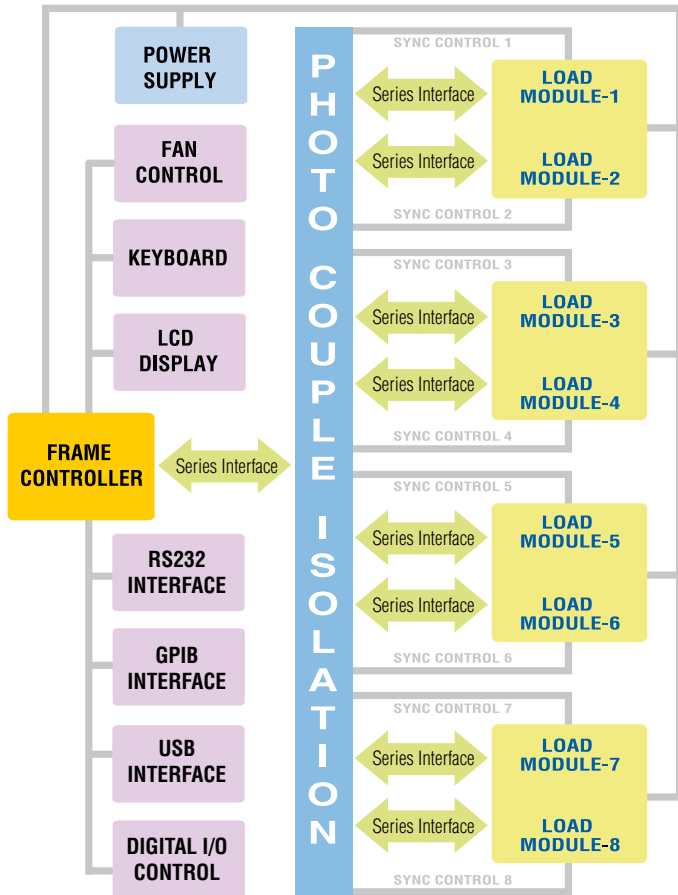 POWER
SUPPLY
FAN
CONTROL
KEYBOARD
LCD
DISPLAY
FRAME
CONTROLLER
Series Interface
RS232
INTERFACE
GPIB
INTERFACE
USB
INTERFACE
DIGITAL I/O
CONTROL
PHOTO COUPLE ISOLATION
SYNC CONTROL 1
Series Interface
LOAD
MODULE-1
Series Interface
LOAD
MODULE-2
SYNC CONTROL 2
SYNC CONTROL 3
Series Interface
LOAD
MODULE-3
Series Interface
LOAD
MODULE-4
SYNC CONTROL 4
SYNC CONTROL 5
Series Interface
LOAD
MODULE-5
Series Interface
LOAD
MODULE-6
SYNC CONTROL 6
SYNC CONTROL 7
Series Interface
LOAD
MODULE-7
Series Interface
LOAD
MODULE-8
SYNC CONTROL 8